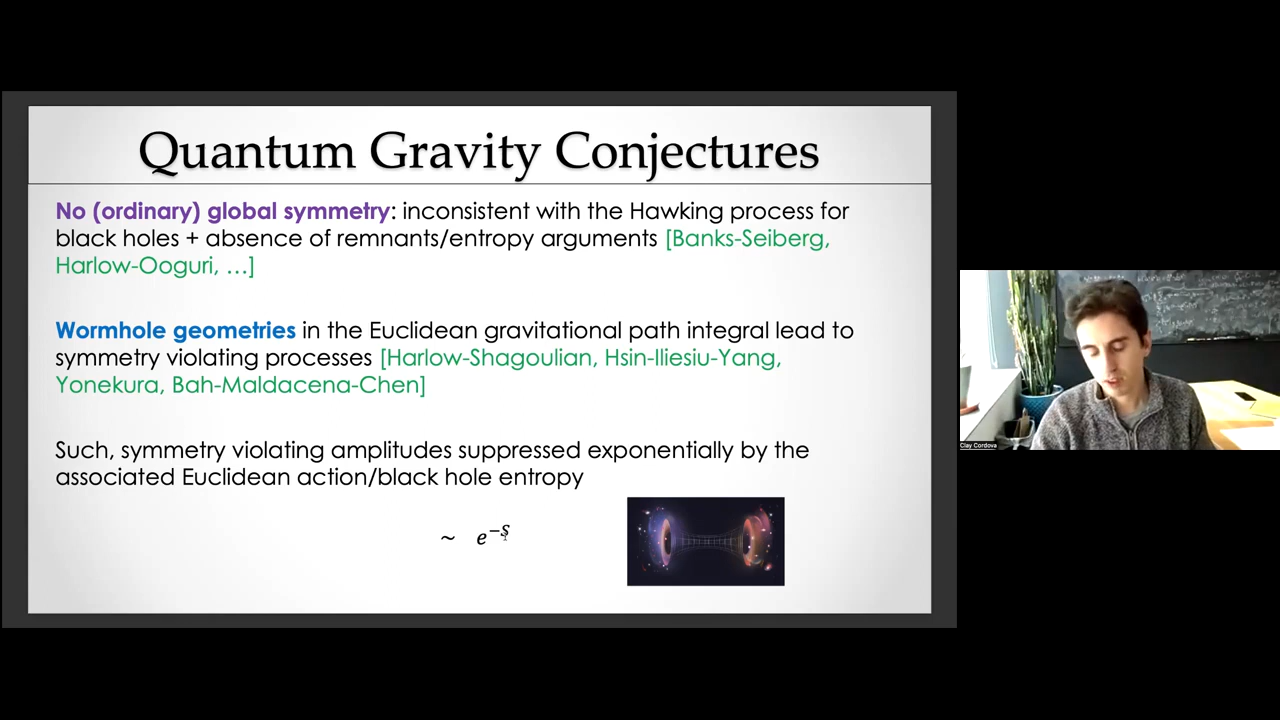 Quantum Gravity Conjectures
No (ordinary) global symmetry: inconsistent with the Hawking process for
black holes + absence of remnants/entropy arguments [Banks-Seiberg,
Harlow-Ooguri, …]
Wormhole geometries in the Euclidean gravitational path integral lead to
symmetry violating processes [Harlow-Shagoulian, Hsin-Iliesiu-Yang,
Yonekura, Bah-Maldacena-Chen]
Such, symmetry violating amplitudes suppressed exponentially by the
associated Euclidean action/black hole entropy
~ e^{-S}
Clay Cordova